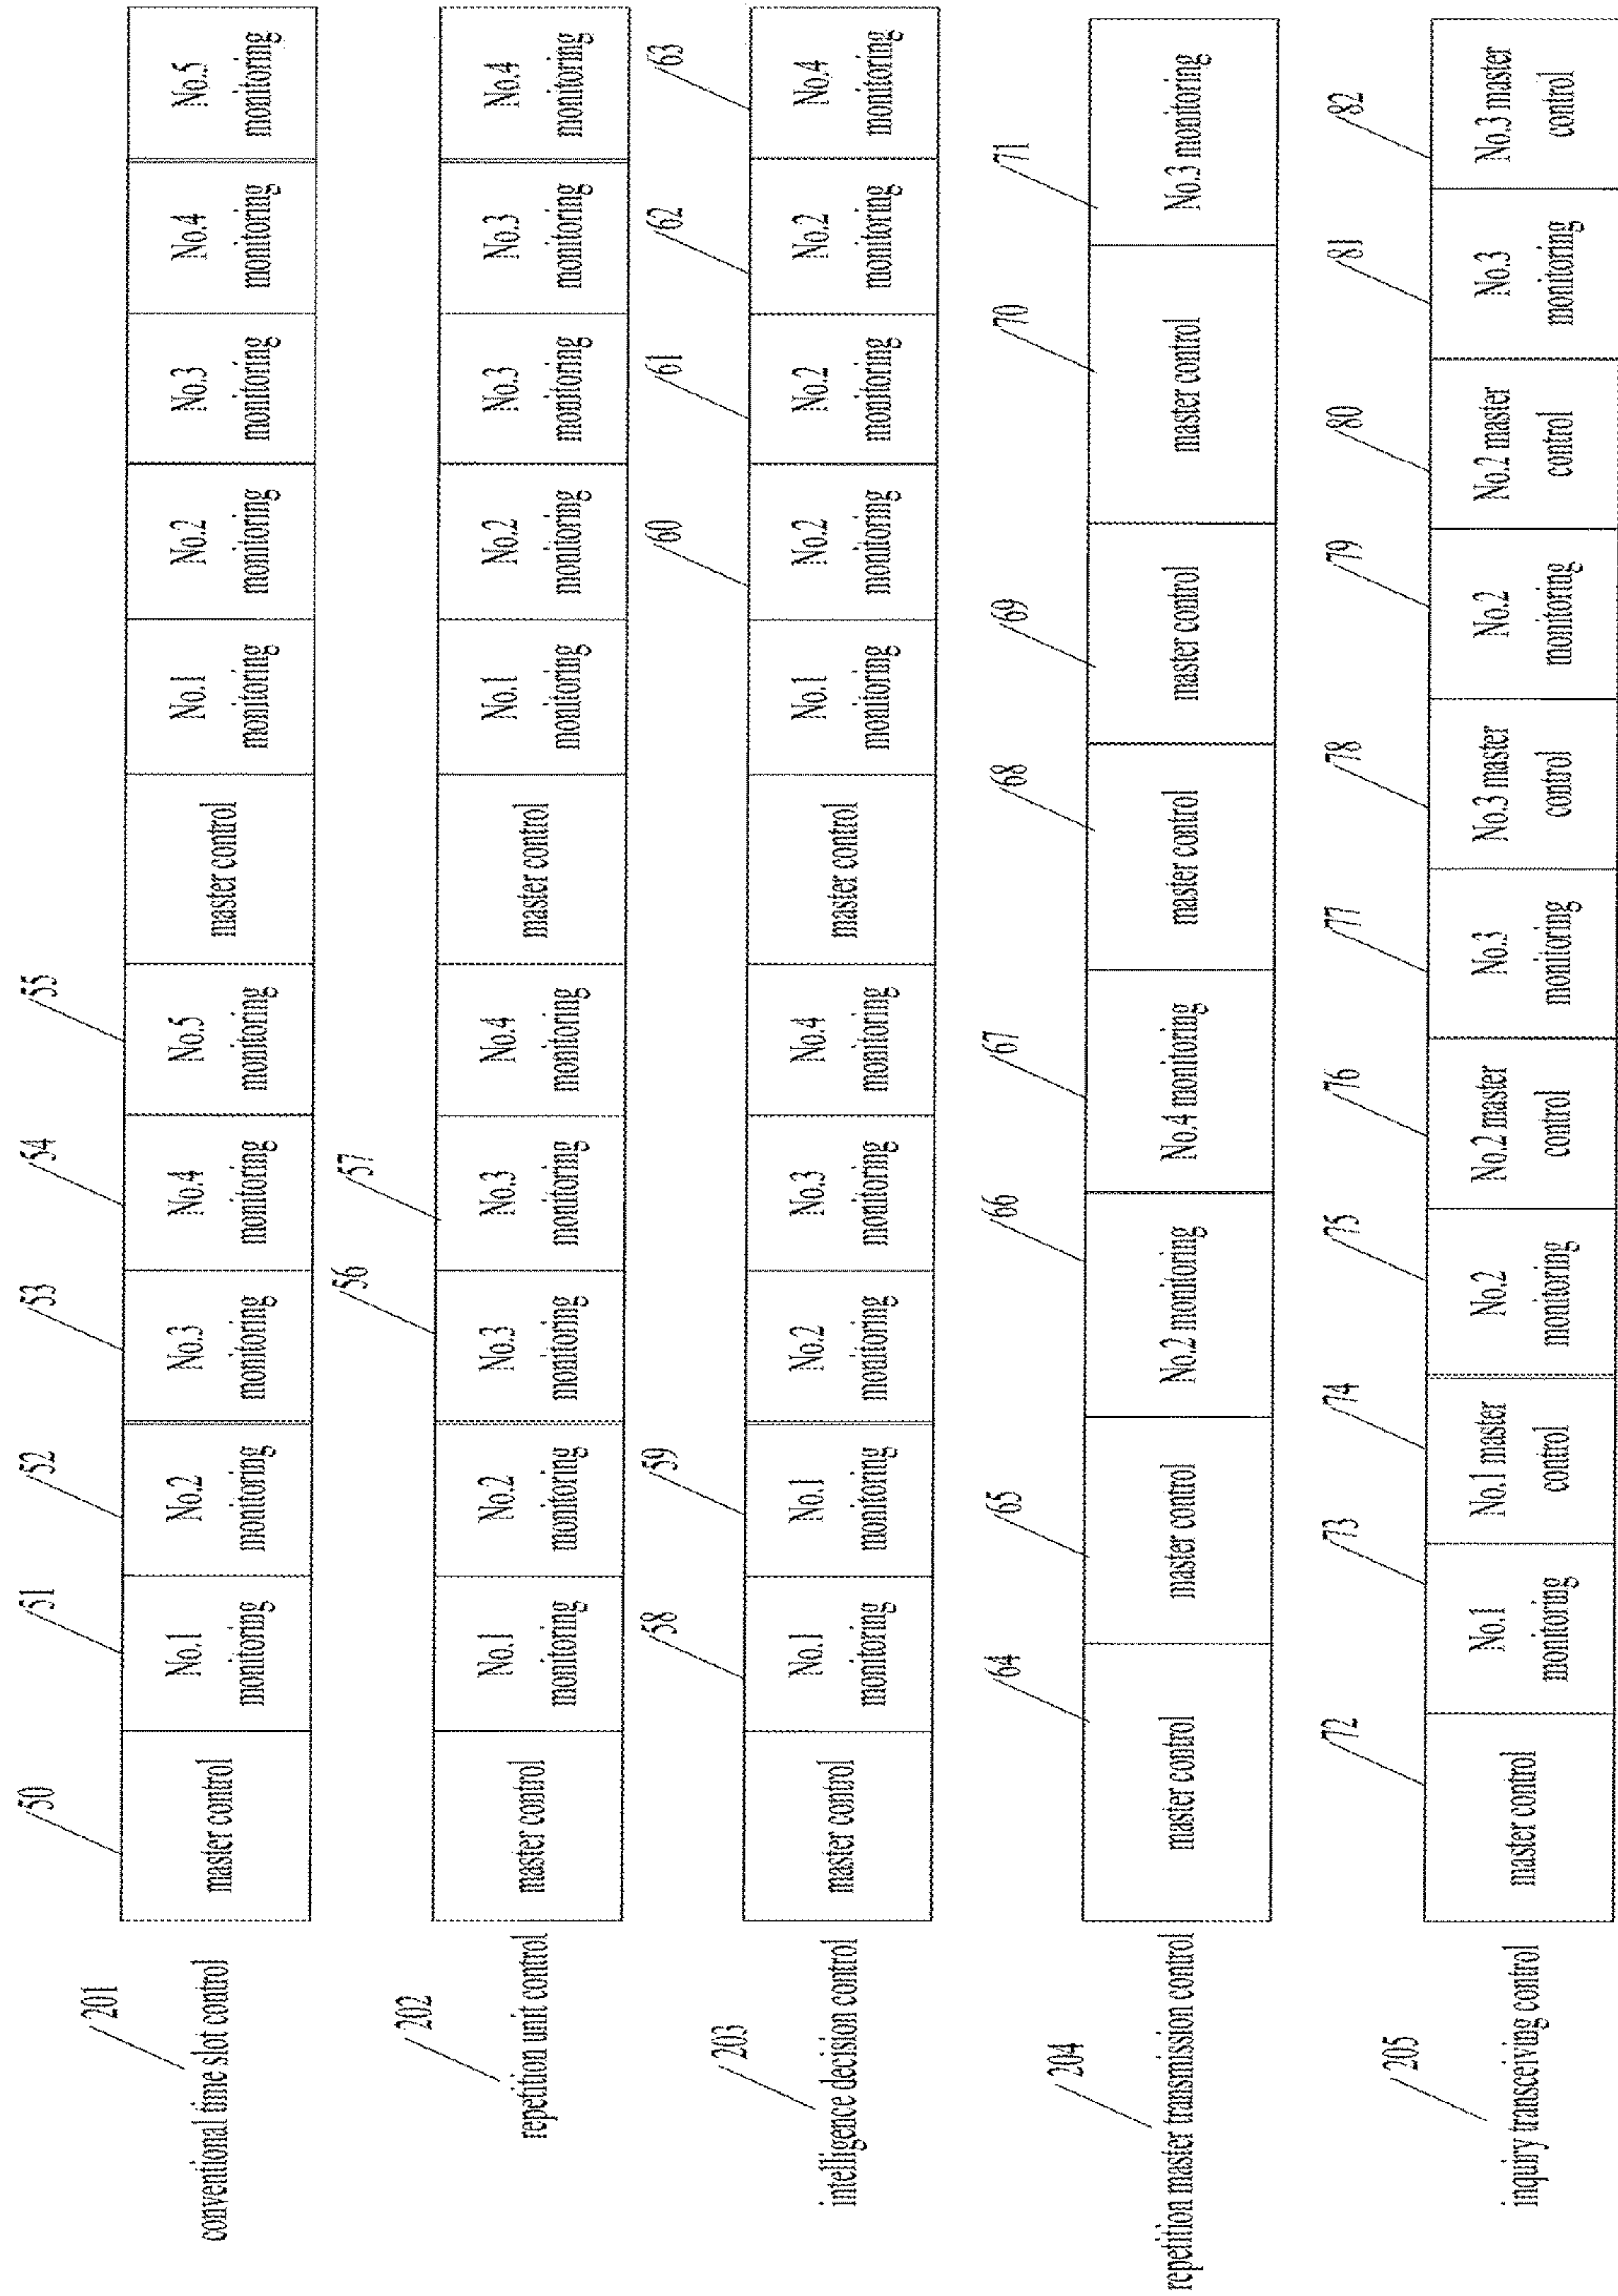 201
conventional time slot control
50
master control
51
No.1
monitoring
52
No.2
monitoring
53
No.3
monitoring
54
No.4
monitoring
55
No.5
monitoring
master control
No.1
monitoring
No.2
monitoring
No.3
monitoring
No.4
monitoring
No.5
monitoring
202
repetition unit control
master control
No.1
monitoring
No.2
monitoring
56
No.3
monitoring
57
No.3
monitoring
No.4
monitoring
master control
No.1
monitoring
No.2
monitoring
No.3
monitoring
No.3
monitoring
No.4
monitoring
203
intelligence decision control
master control
58
No.1
monitoring
59
No.1
monitoring
No.2
monitoring
No.3
monitoring
No.4
monitoring
master control
No.1
monitoring
60
No.2
monitoring
61
No.2
monitoring
62
No.2
monitoring
63
No.4
monitoring
204
repetition master transmission control
64
master control
65
master control
66
No.2 monitoring
67
No.4 monitoring
68
master control
69
master control
70
master control
71
No.3 monitoring
205
inquiry transceiving control
72
master control
73
No.1
monitoring
74
No.1 master
control
75
No.2
monitoring
76
No.2 master
control
77
No.3
monitoring
78
No.3 master
control
79
No.2
monitoring
80
No.2 master
control
81
No.3
monitoring
82
No.3 master
control